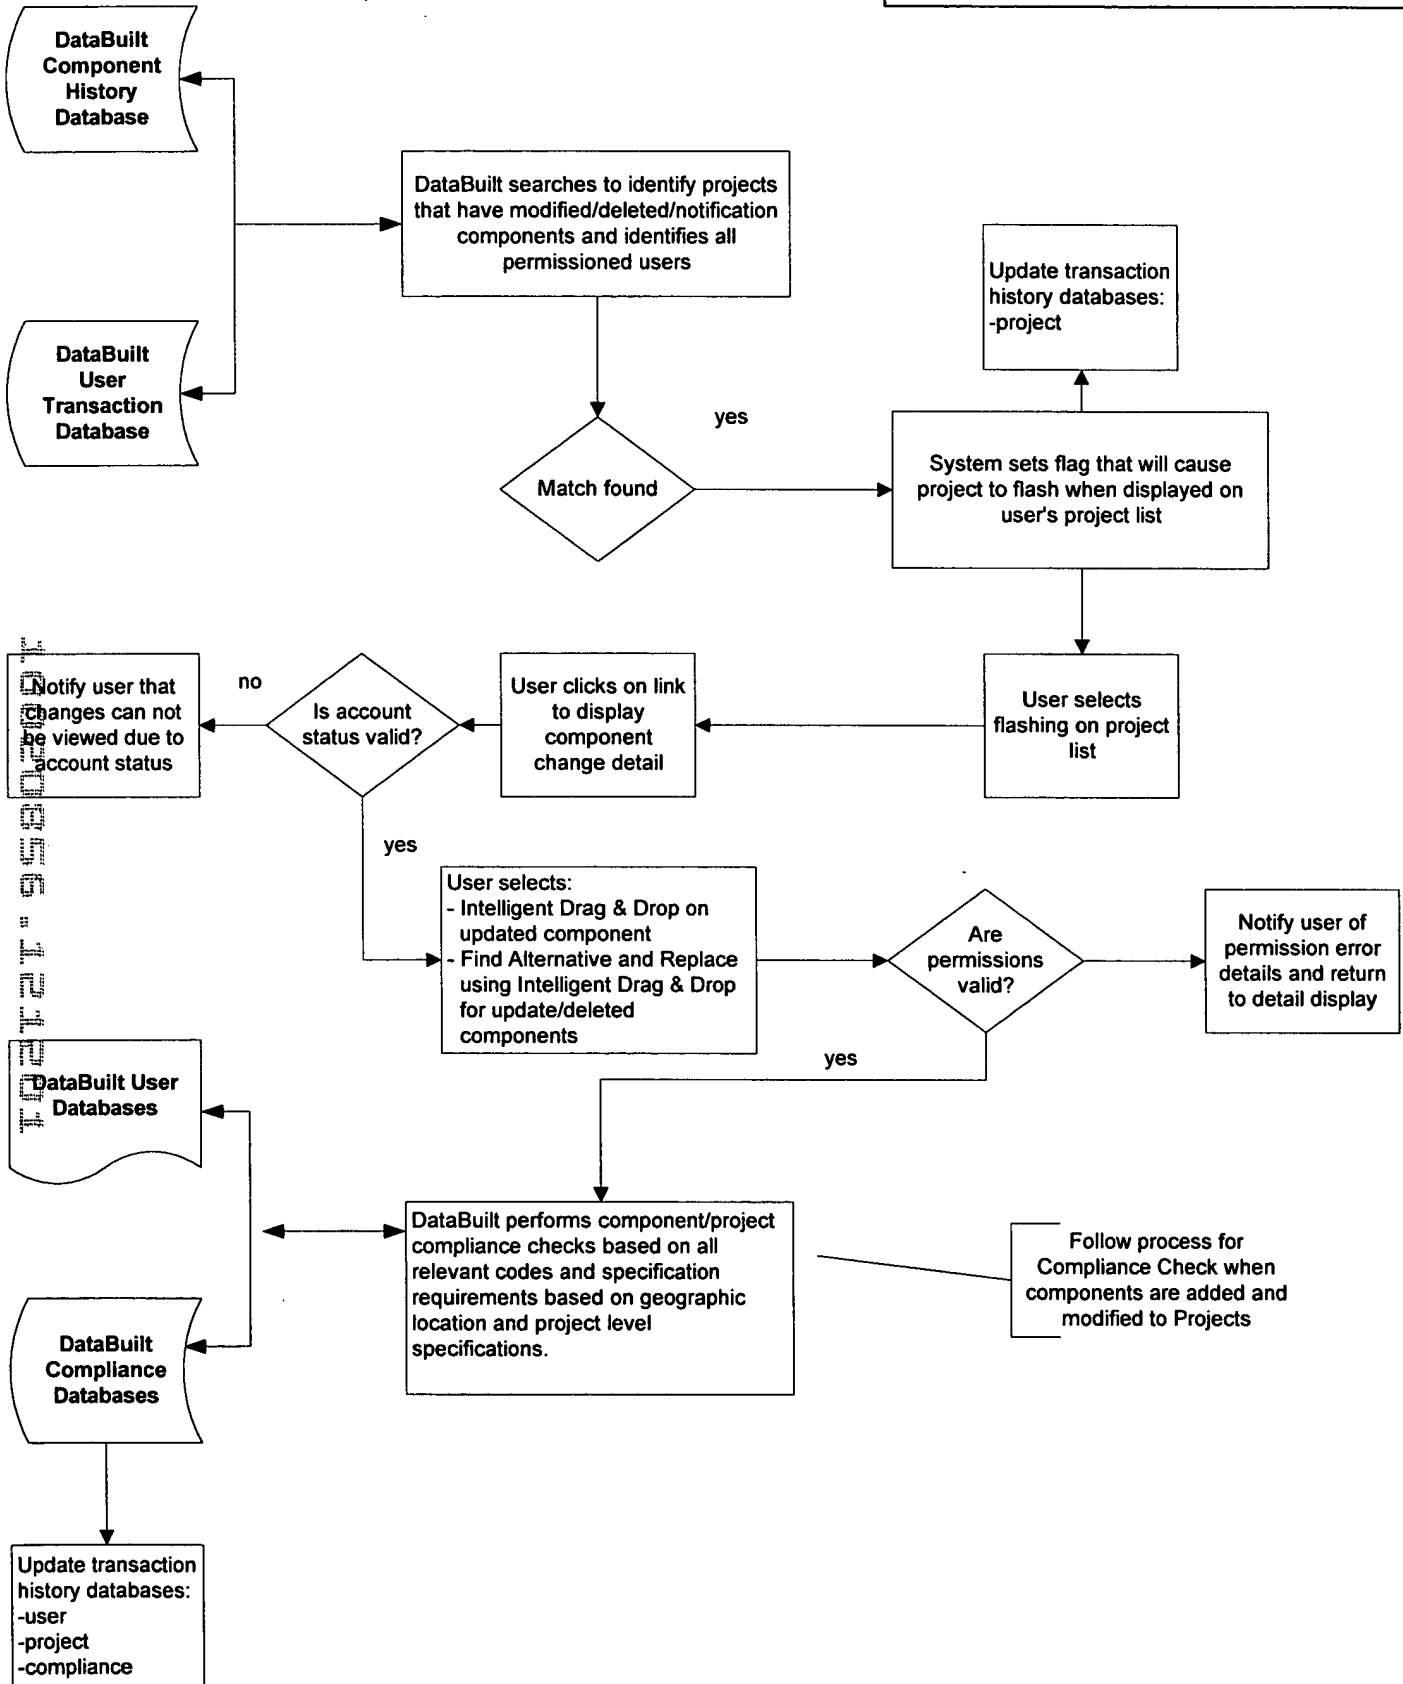 DataBuilt
Component
History
Database
DataBuilt searches to identify projects
that have modified/deleted/notification
components and identifies all
permissioned users
Update transaction
history databases:
-project
DataBuilt
User
Transaction
Database
yes
Match found
System sets flag that will cause
project to flash when displayed on
user's project list
Notify user that
changes can not
be viewed due to
account status
no
Is account
status valid?
User clicks on link
to display
component
change detail
User selects
flashing on project
list
yes
User selects:
- Intelligent Drag & Drop on
updated component
- Find Alternative and Replace
using Intelligent Drag & Drop
for update/deleted
components
Are
permissions
valid?
Notify user of
permission error
details and return
to detail display
yes
DataBuilt User
Databases
DataBuilt performs component/project
compliance checks based on all
relevant codes and specification
requirements based on geographic
location and project level
specifications.
Follow process for
Compliance Check when
components are added and
modified to Projects
DataBuilt
Compliance
Databases
Update transaction
history databases:
-user
-project
-compliance